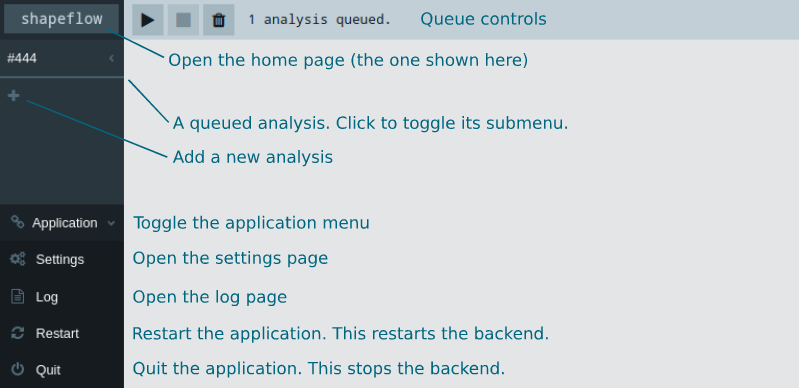 shapeflow
1 analysis queued.
Queue controls
#444
Open the home page (the one shown here)
A queued analysis. Click to toggle its submenu.
Add a new analysis
Application
Toggle the application menu
Settings
Open the settings page
Log
Open the log page
Restart
Restart the application. This restarts the backend.
Quit
Quit the application. This stops the backend.